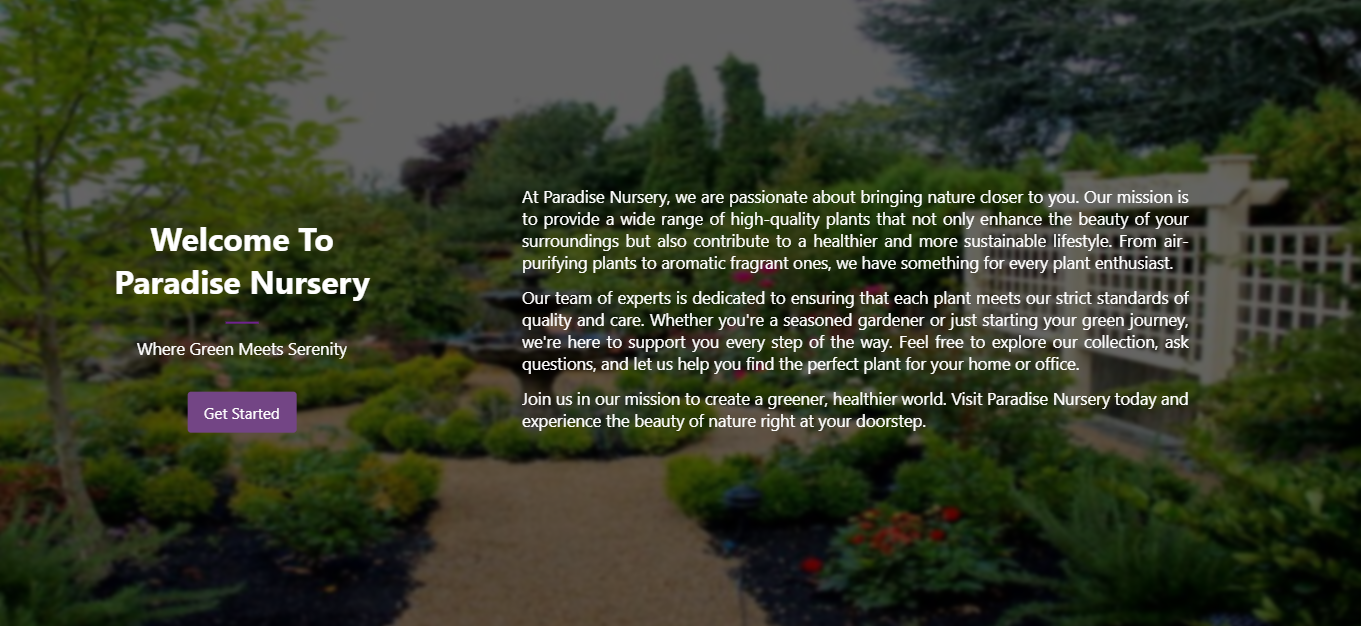 Welcome To
Paradise Nursery
Where Green Meets Serenity
Get Started
At Paradise Nursery, we are passionate about bringing nature closer to you. Our mission is
to provide a wide range of high-quality plants that not only enhance the beauty of your
surroundings but also contribute to a healthier and more sustainable lifestyle. From air-
purifying plants to aromatic fragrant ones, we have something for every plant enthusiast.
Our team of experts is dedicated to ensuring that each plant meets our strict standards of
quality and care. Whether you're a seasoned gardener or just starting your green journey,
we're here to support you every step of the way. Feel free to explore our collection, ask
questions, and let us help you find the perfect plant for your home or office.
Join us in our mission to create a greener, healthier world. Visit Paradise Nursery today and
experience the beauty of nature right at your doorstep.